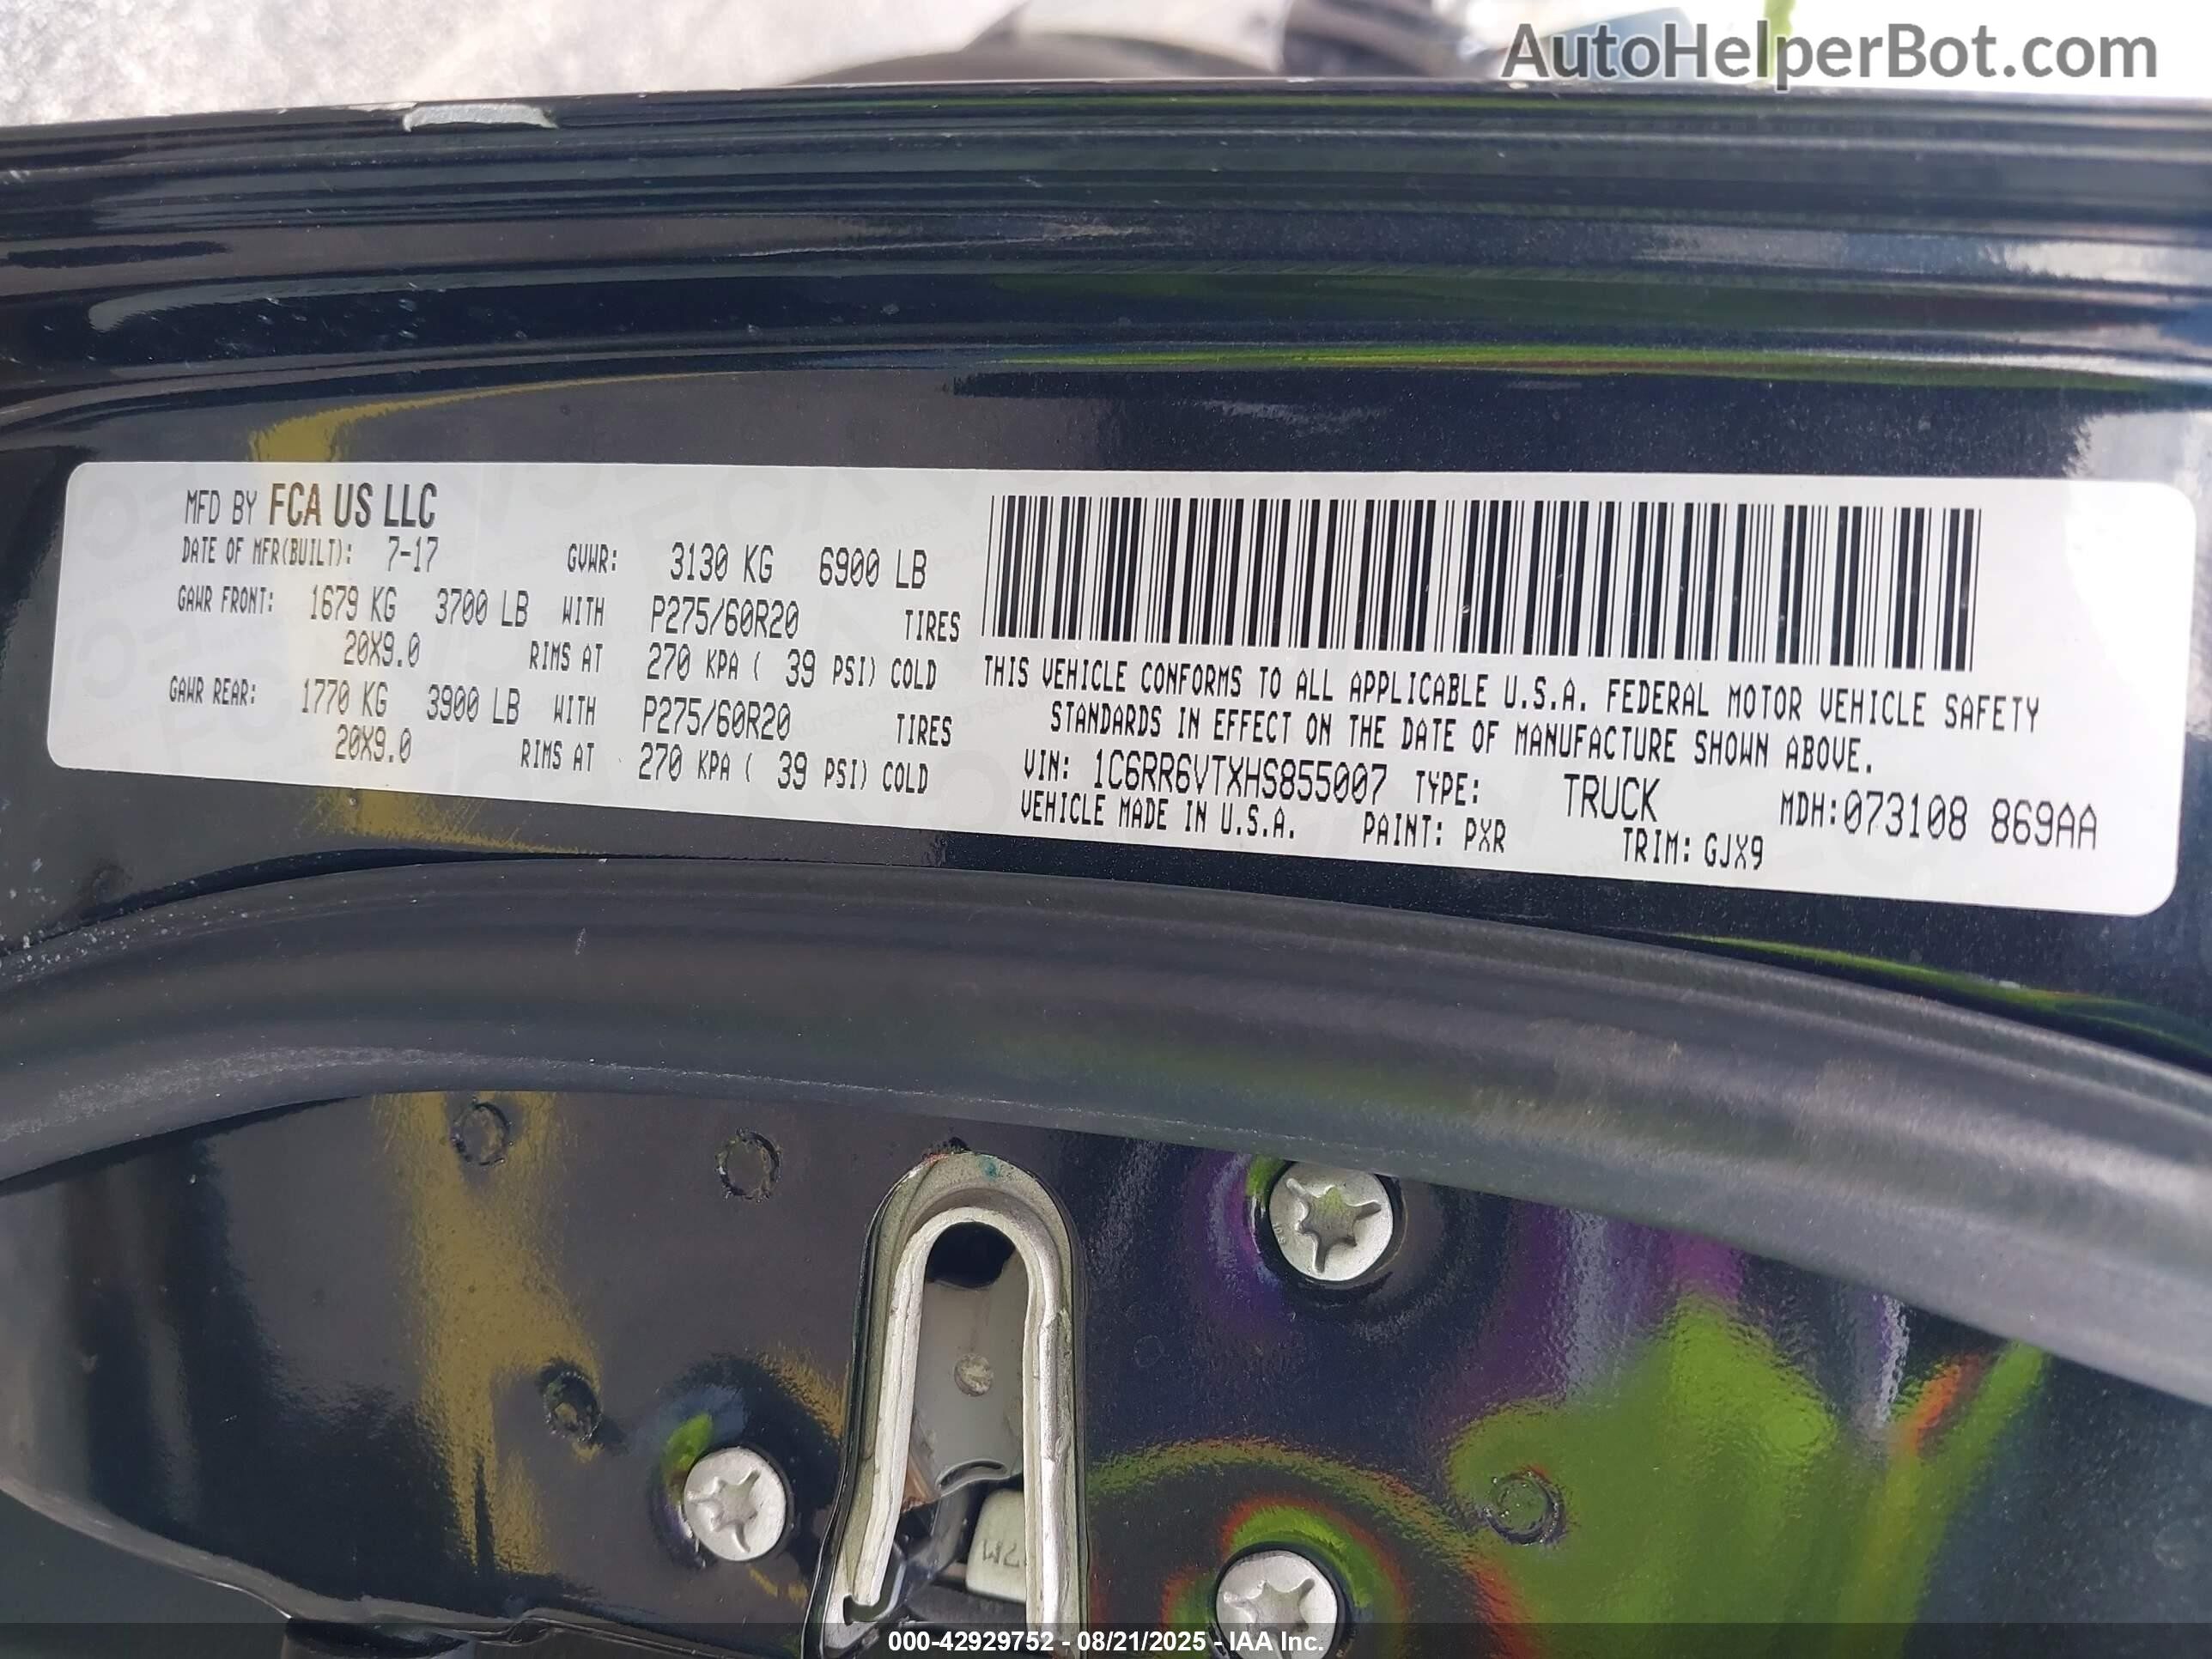 AutoHelperBot.com
MFD BY FCA US LLC
DATE OF MFR(BUILT): 7-17 GVWR: 3130 KG 6900 LB
GAWR FRONT: 1679 KG 3700 LB WITH P275/60R20 TIRES
20X9.0 RIMS AT 270 KPA ( 39 PSI) COLD
GAWR REAR: 1770 KG 3900 LB WITH P275/60R20 TIRES
20X9.0 RIMS AT 270 KPA ( 39 PSI) COLD
THIS VEHICLE CONFORMS TO ALL APPLICABLE U.S.A. FEDERAL MOTOR VEHICLE SAFETY
STANDARDS IN EFFECT ON THE DATE OF MANUFACTURE SHOWN ABOVE.
VIN: 1C6RR6VTXHS855007 TYPE: TRUCK MDH:073108 869AA
VEHICLE MADE IN U.S.A. PAINT: PXR TRIM: GJX9
000-42929752 - 08/21/2025 - IAA Inc.